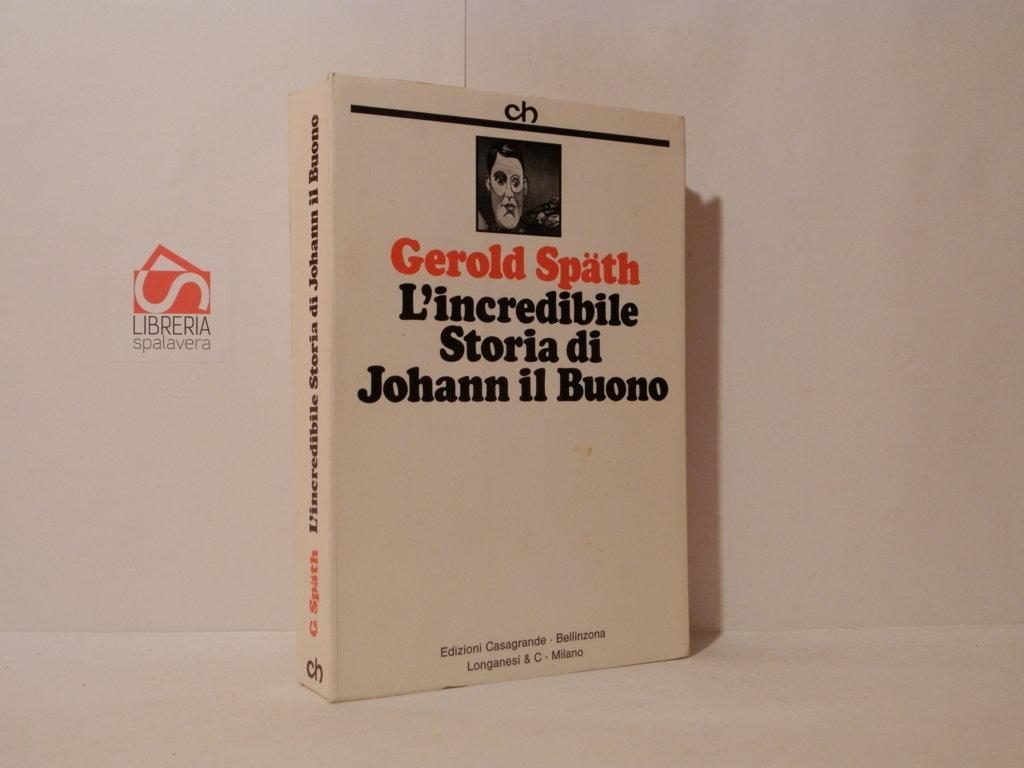 ch
Gerold Späth
L'incredibile
Storia di
Johann il Buono
Edizioni Casagrande · Bellinzona
Longanesi & C · Milano
ch G Späth L'incredibile Storia di Johann il Buono
LIBRERIA
spalavera